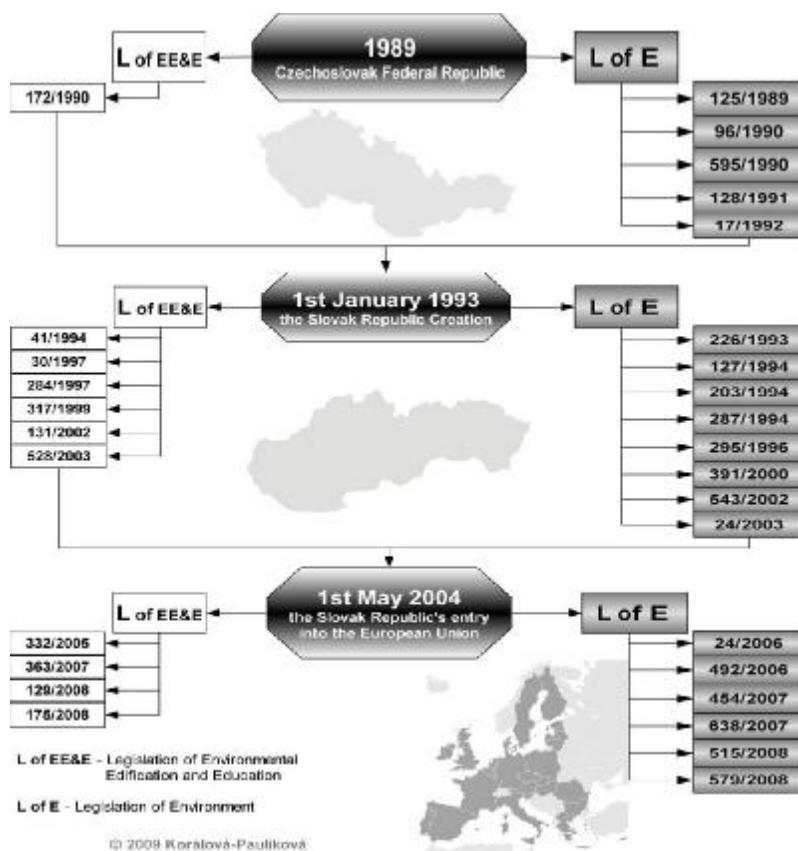 1989
Czechoslovak Federal Republic
L of EE&E
172/1990
L of E
125/1989
96/1990
595/1990
128/1991
17/1992
1st January 1993
the Slovak Republic Creation
L of EE&E
41/1994
30/1997
284/1997
317/1999
131/2002
528/2003
L of E
226/1993
127/1994
203/1994
287/1994
295/1996
391/2000
543/2002
24/2003
1st May 2004
the Slovak Republic's entry
into the European Union
L of EE&E
332/2005
363/2007
129/2008
175/2008
L of E
24/2006
492/2006
454/2007
638/2007
515/2008
579/2008
L of EE&E - Legislation of Environmental
Edification and Education
L of E - Legislation of Environment
© 2009 Korálová-Pauliková